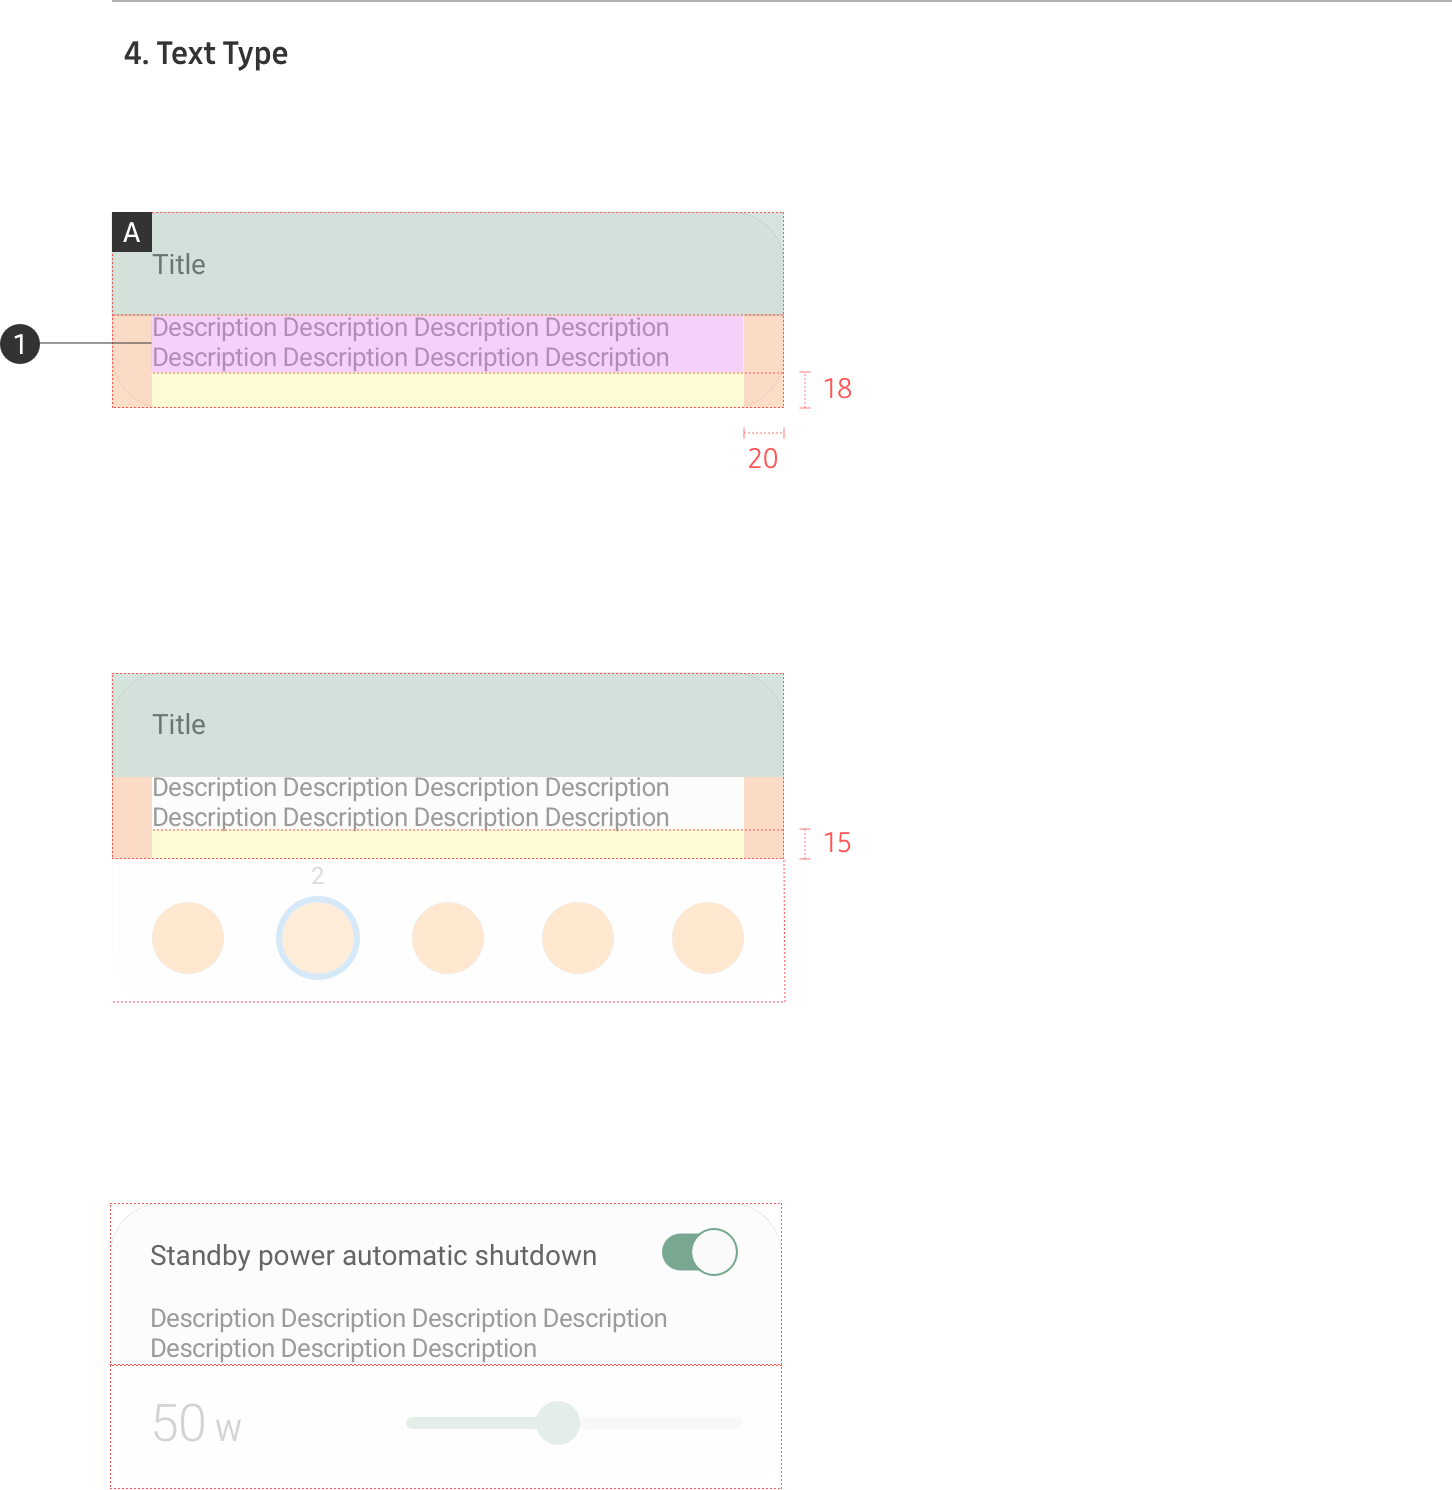 4. Text Type
A
Title
1
Description Description Description Description
Description Description Description Description
18
20
Title
Description Description Description Description
Description Description Description Description
15
2
Standby power automatic shutdown
Description Description Description Description
Description Description Description
50 W